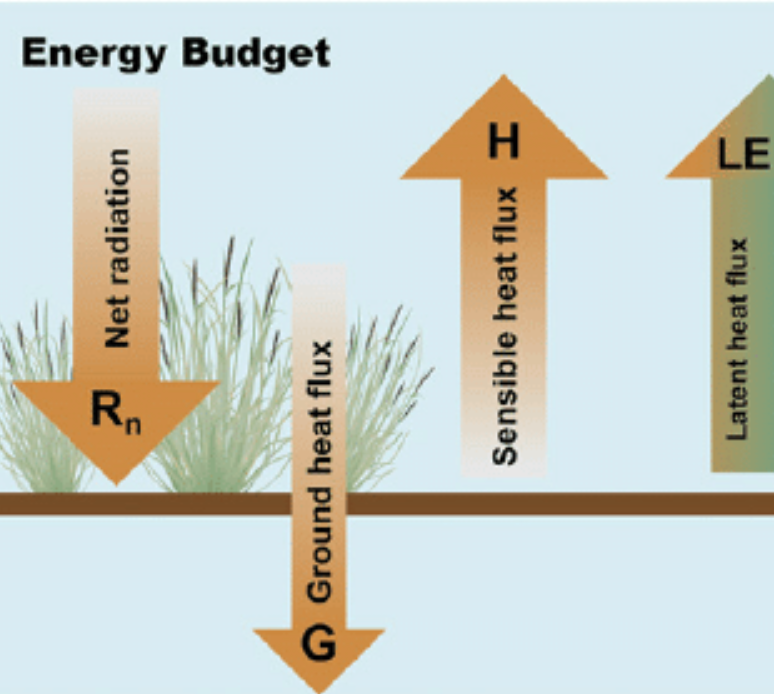 Energy Budget
Net radiation
Rn
Ground heat flux
G
H
Sensible heat flux
LE
Latent heat flux